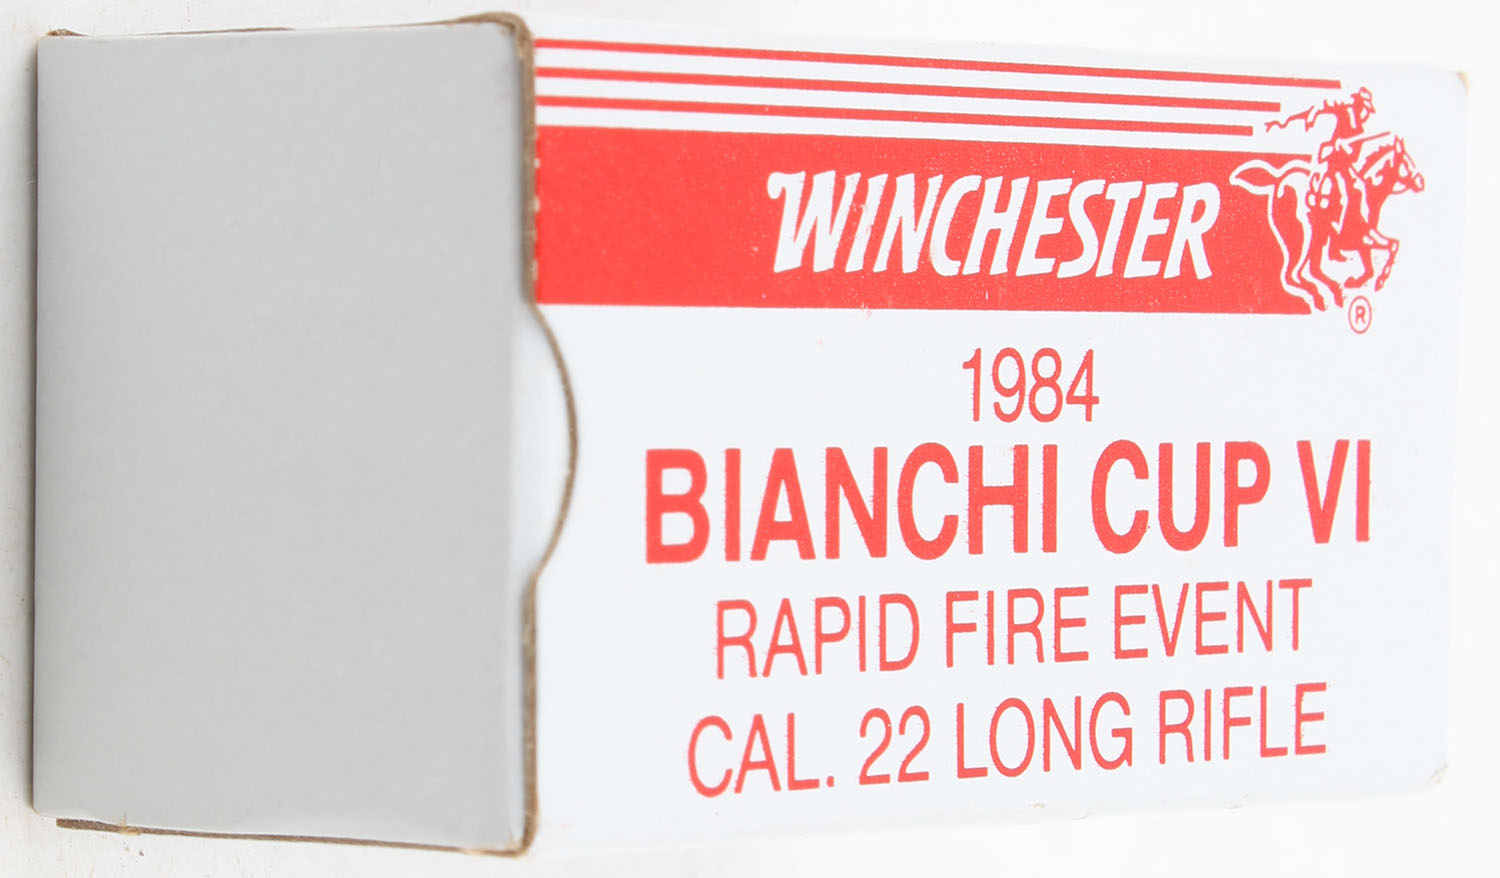 WINCHESTER
®
1984
BIANCHI CUP VI
RAPID FIRE EVENT
CAL. 22 LONG RIFLE